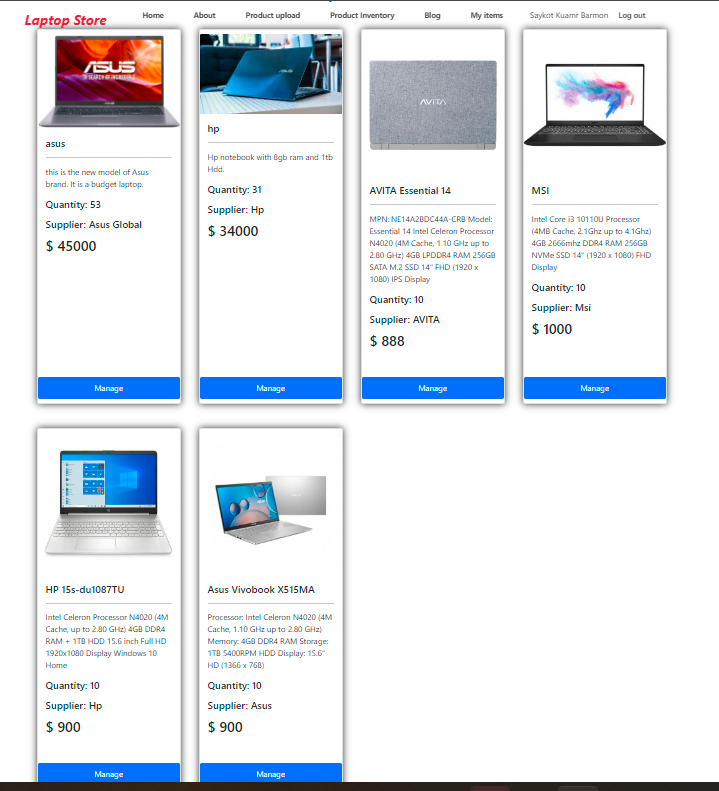 Laptop Store
Home
About
Product upload
Product Inventory
Blog
My items
Saykot Kuamr Barmon
Log out
ASUS
IN SEARCH OF INCREDIBLE
asus
this is the new model of Asus
brand. It is a budget laptop.
Quantity: 53
Supplier: Asus Global
$ 45000
Manage
ASUS
hp
Hp notebook with 8gb ram and 1tb
Hdd.
Quantity: 31
Supplier: Hp
$ 34000
Manage
AVITA
AVITA Essential 14
MPN: NE14A2BDC44A-CRB Model:
Essential 14 Intel Celeron Processor
N4020 (4M Cache, 1.10 GHz up to
2.80 GHz) 4GB LPDDR4 RAM 256GB
SATA M.2 SSD 14" FHD (1920 x
1080) IPS Display
Quantity: 10
Supplier: AVITA
$ 888
Manage
MSI
Intel Core i3 10110U Processor
(4MB Cache, 2.1Ghz up to 4.1Ghz)
4GB 2666mhz DDR4 RAM 256GB
NVMe SSD 14" (1920 x 1080) FHD
Display
Quantity: 10
Supplier: Msi
$ 1000
Manage
HP 15s-du1087TU
Intel Celeron Processor N4020 (4M
Cache, up to 2.80 GHz) 4GB DDR4
RAM + 1TB HDD 15.6 inch Full HD
1920x1080 Display Windows 10
Home
Quantity: 10
Supplier: Hp
$ 900
Manage
Asus Vivobook X515MA
Processor: Intel Celeron N4020 (4M
Cache, 1.10 GHz up to 2.80 GHz)
Memory: 4GB DDR4 RAM Storage:
1TB 5400RPM HDD Display: 15.6"
HD (1366 x 768)
Quantity: 10
Supplier: Asus
$ 900
Manage